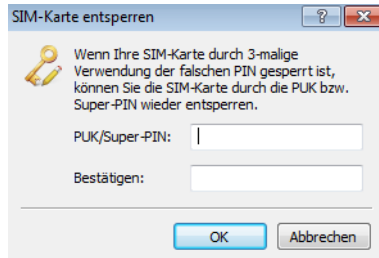 SIM-Karte entsperren
Wenn Ihre SIM-Karte durch 3-malige
Verwendung der falschen PIN gesperrt ist,
können Sie die SIM-Karte durch die PUK bzw.
Super-PIN wieder entsperren.
PUK/Super-PIN:
Bestätigen:
OK Abbrechen